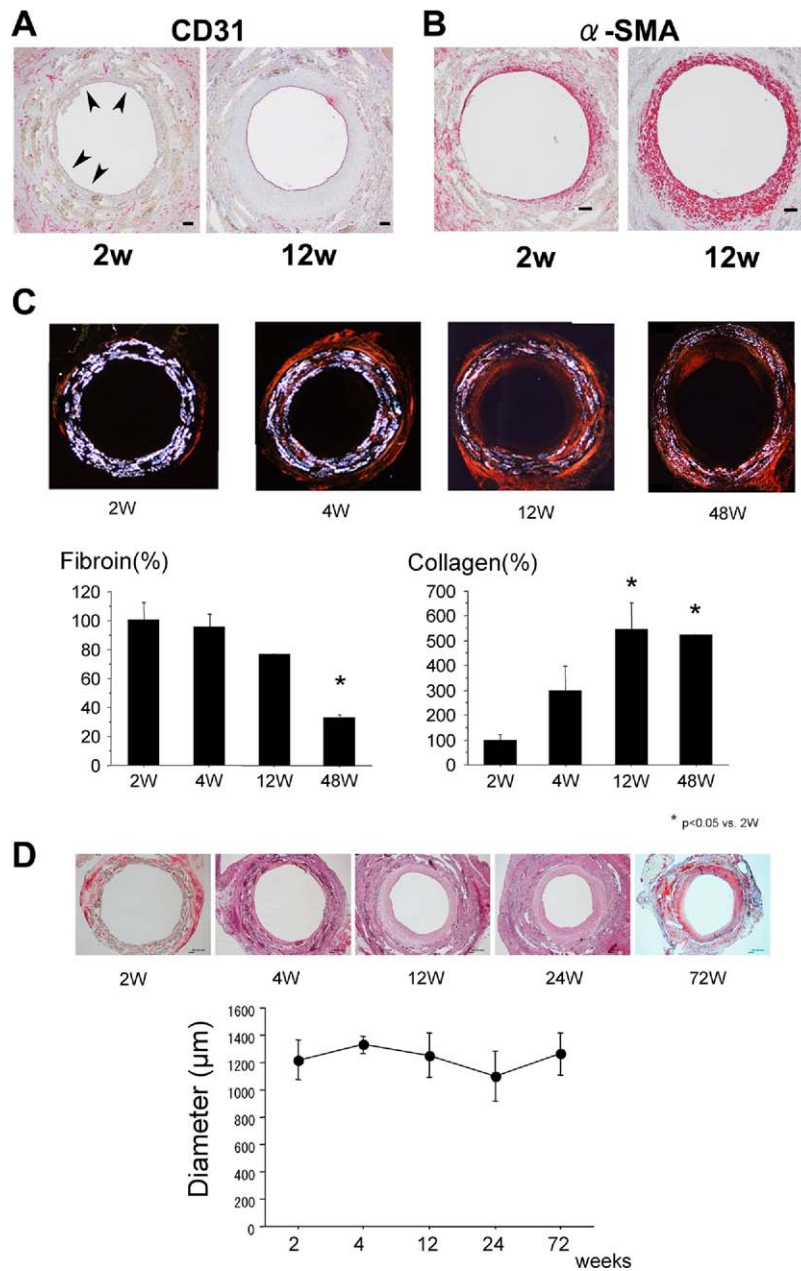 A
CD31
B
α-SMA
2w
12w
2w
12w
C
2W
4W
12W
48W
Fibroin(%)
120
100
80
60
40
20
0
*
2W
4W
12W
48W
Collagen(%)
700
600
500
400
300
200
100
0
*
*
2W
4W
12W
48W
* p<0.05 vs. 2W
D
2W
4W
12W
24W
72W
Diameter (µm)
1600
1400
1200
1000
800
600
400
200
0
2
4
12
24
72
weeks